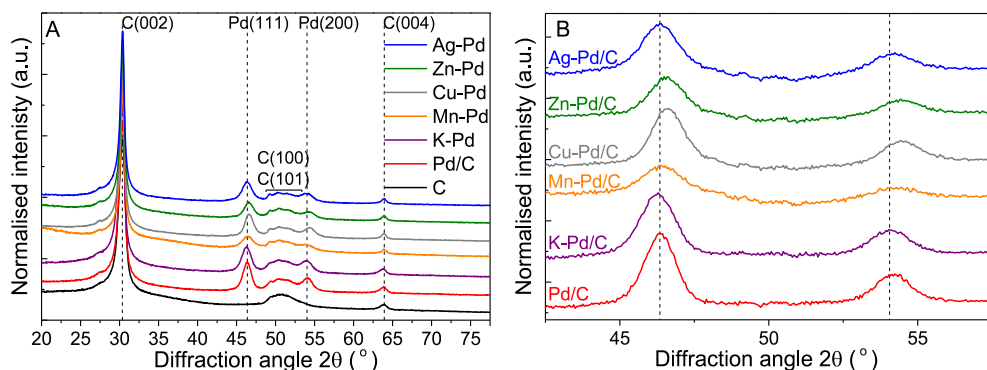 A
C(002)
Pd(111)
Pd(200)
C(004)
Ag-Pd
Zn-Pd
Cu-Pd
Mn-Pd
K-Pd
Pd/C
C
C(100)
C(101)
Normalised intenisty (a.u.)
20 25 30 35 40 45 50 55 60 65 70 75
Diffraction angle 2θ (°)
B
Ag-Pd/C
Zn-Pd/C
Cu-Pd/C
Mn-Pd/C
K-Pd/C
Pd/C
Normalised intenisty (a.u.)
45 50 55
Diffraction angle 2θ (°)